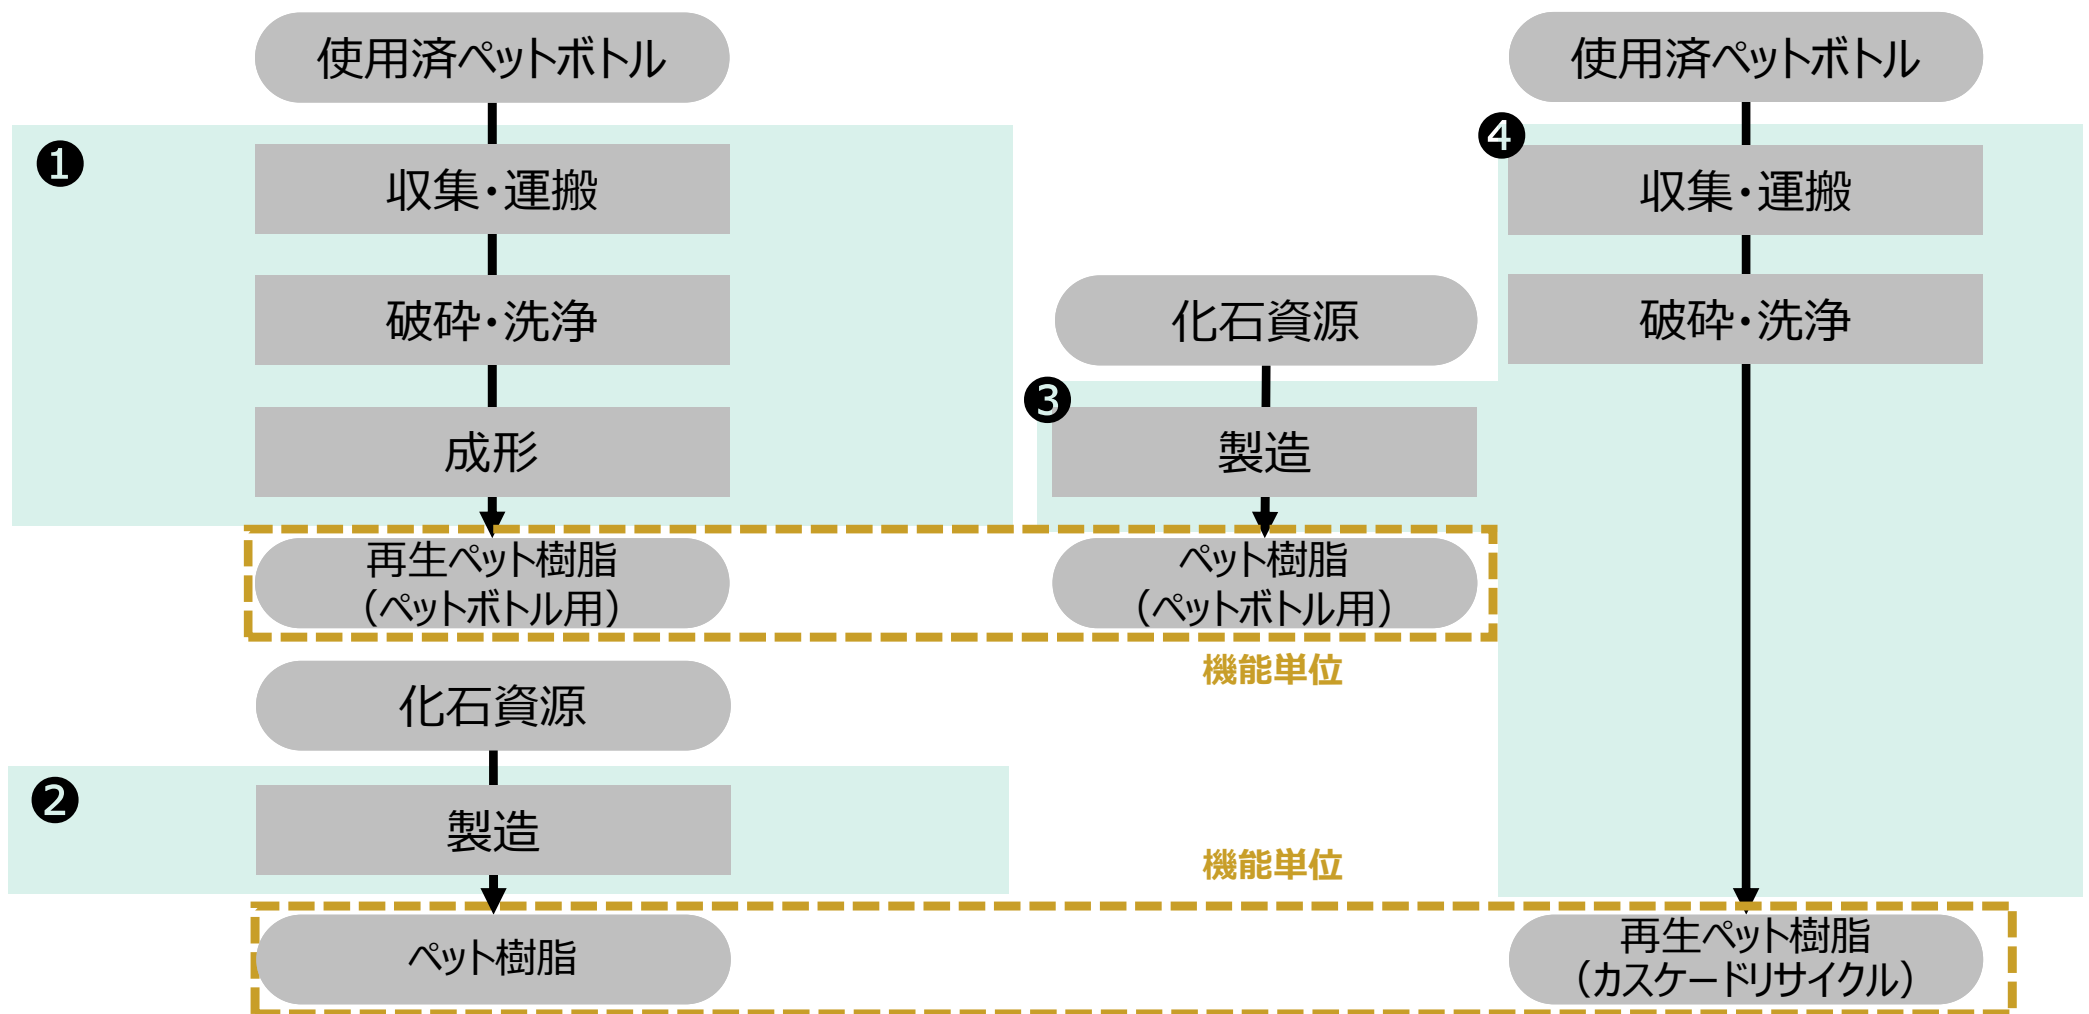 使用済ペットボトル
❶
収集・運搬
破砕・洗浄
成形
再生ペット樹脂
（ペットボトル用）
化石資源
❷
製造
ペット樹脂
化石資源
❸
製造
ペット樹脂
（ペットボトル用）
機能単位
機能単位
使用済ペットボトル
❹
収集・運搬
破砕・洗浄
再生ペット樹脂
（カスケードリサイクル）